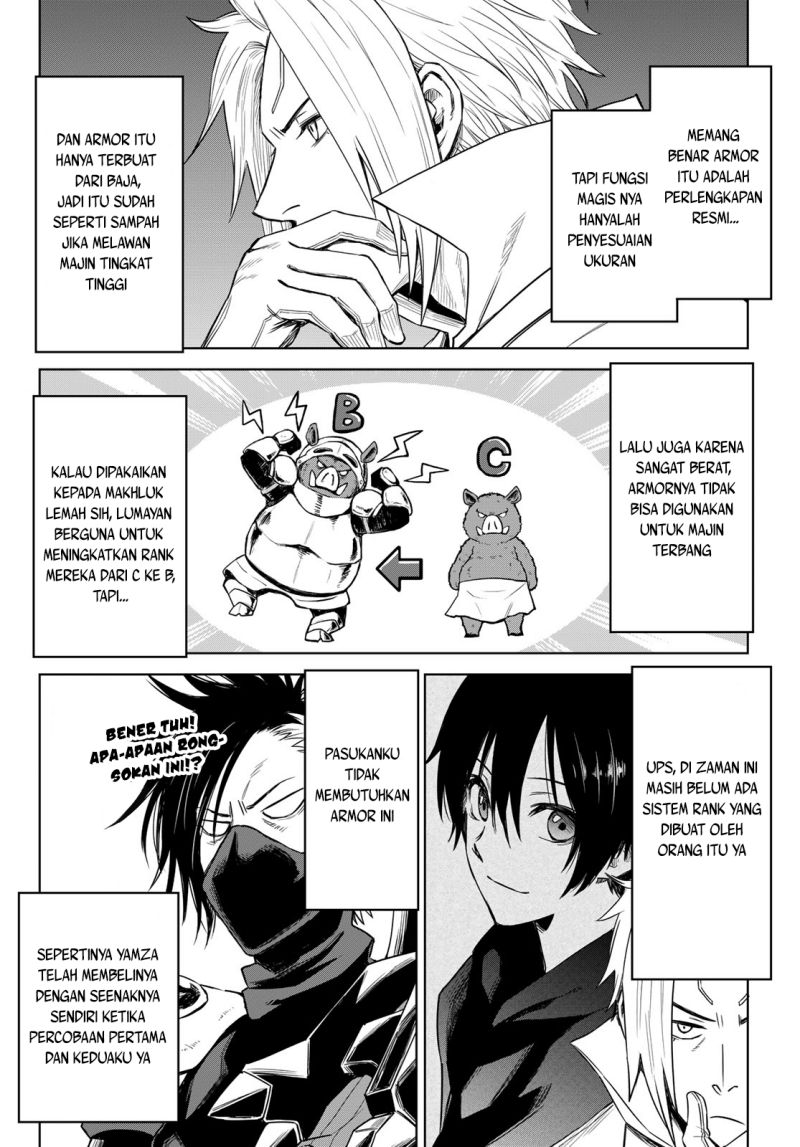 MEMANG
BENAR ARMOR
ITU ADALAH
PERLENGKAPAN
RESMI...
TAPI FUNGSI
MAGIS NYA
HANYALAH
PENYESUAIAN
UKURAN
DAN ARMOR ITU
HANYA TERBUAT
DARI BAJA,
JADI ITU SUDAH
SEPERTI SAMPAH
JIKA MELAWAN
MAJIN TINGKAT
TINGGI
LALU JUGA KARENA
SANGAT BERAT,
ARMORNYA TIDAK
BISA DIGUNAKAN
UNTUK MAJIN
TERBANG
C
B
KALAU DIPAKAIKAN
KEPADA MAKHLUK
LEMAH SIH, LUMAYAN
BERGUNA UNTUK
MENINGKATKAN RANK
MEREKA DARI C KE B,
TAPI...
UPS, DI ZAMAN INI
MASIH BELUM ADA
SISTEM RANK YANG
DIBUAT OLEH
ORANG ITU YA
PASUKANKU
TIDAK
MEMBUTUHKAN
ARMOR INI
BENER TUH!
APA-APAAN RONG-
SOKAN INI!?
SEPERTINYA YAMZA
TELAH MEMBELINYA
DENGAN SEENAKNYA
SENDIRI KETIKA
PERCOBAAN PERTAMA
DAN KEDUAKU YA